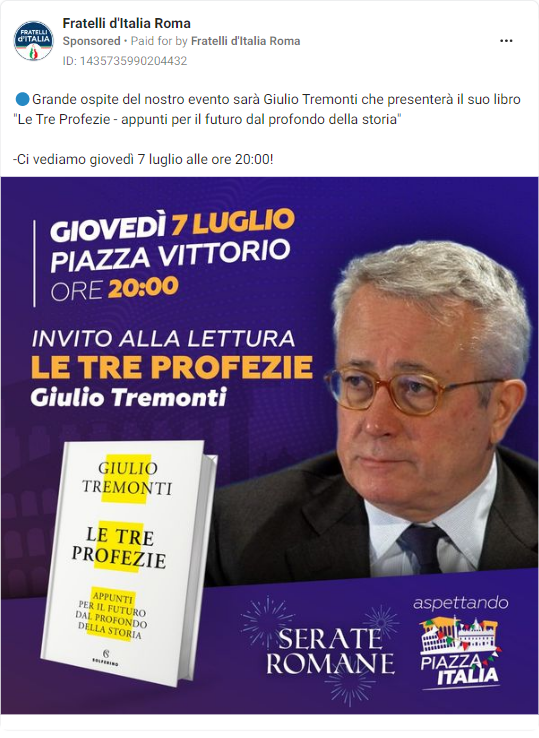 Fratelli d'Italia Roma
Sponsored • Paid for by Fratelli d'Italia Roma
ID: 1435735990204432
Grande ospite del nostro evento sarà Giulio Tremonti che presenterà il suo libro
"Le Tre Profezie - appunti per il futuro dal profondo della storia"
-Ci vediamo giovedì 7 luglio alle ore 20:00!
FRATELLI
d'ITALIA
GIOVEDÌ 7 LUGLIO
PIAZZA VITTORIO
ORE 20:00
INVITO ALLA LETTURA
LE TRE PROFEZIE
Giulio Tremonti
GIULIO
TREMONTI
LE TRE
PROFEZIE
APPUNTI
PER IL FUTURO
DAL PROFONDO
DELLA STORIA
SOLFERINO
SERATE
ROMANE
aspettando
PIAZZA
ITALIA